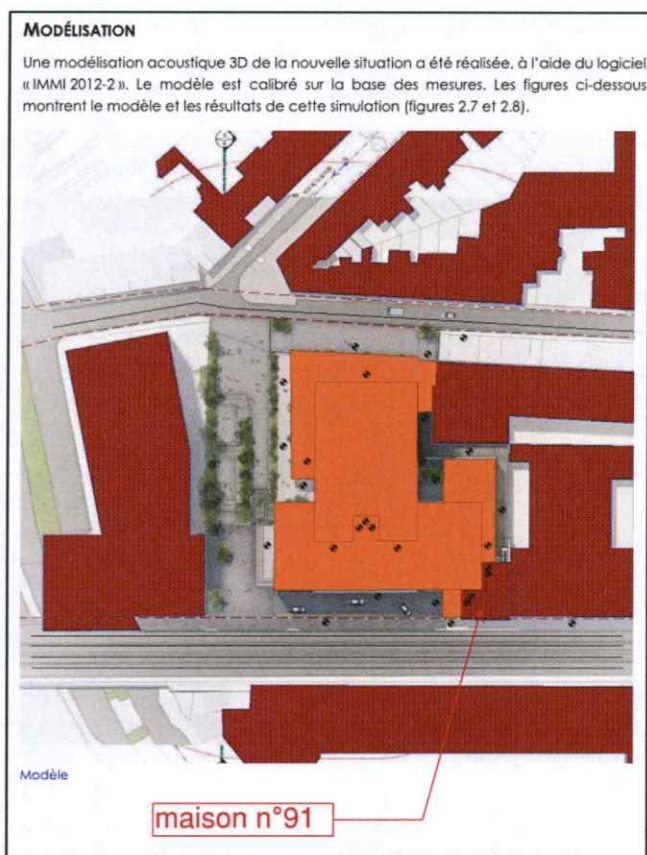 MODÉLISATION
Une modélisation acoustique 3D de la nouvelle situation a été réalisée, à l'aide du logiciel
« IMMI 2012-2 ». Le modèle est calibré sur la base des mesures. Les figures ci-dessous
montrent le modèle et les résultats de cette simulation (figures 2.7 et 2.8).
Modèle
maison n°91